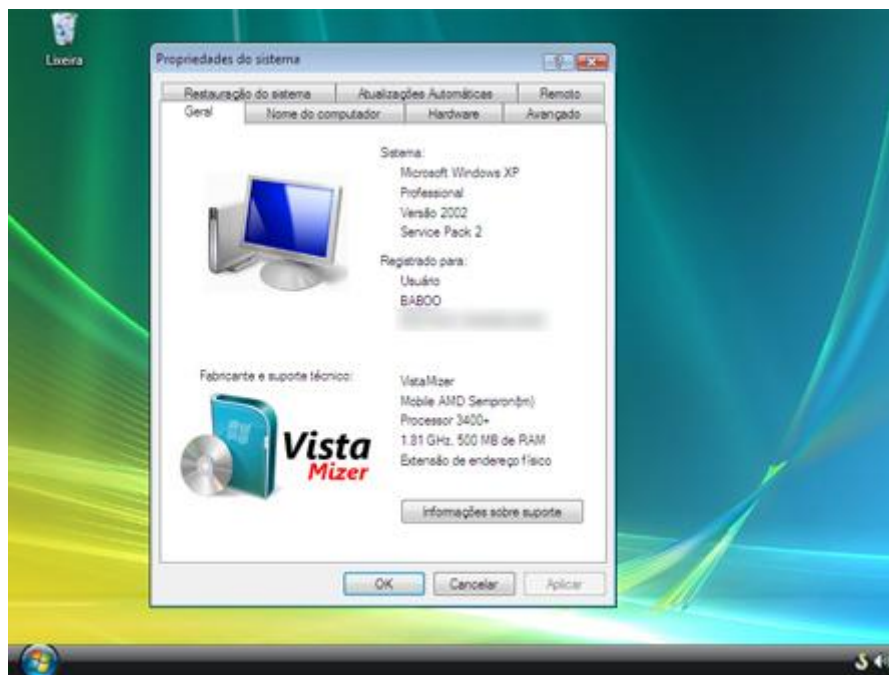 Lixeira
Propriedades do sistema
Restauração do sistema Atualizações Automáticas Remoto
Geral Nome do computador Hardware Avançado
Sistema:
Microsoft Windows XP
Professional
Versão 2002
Service Pack 2
Registrado para:
Usuário
BABOO
Fabricante e suporte técnico:
VistaMizer
Mobile AMD Sempron(tm)
Processor 3400+
1.81 GHz, 500 MB de RAM
Extensão de endereço físico
Vista
Mizer
Informações sobre suporte
OK Cancelar Aplicar